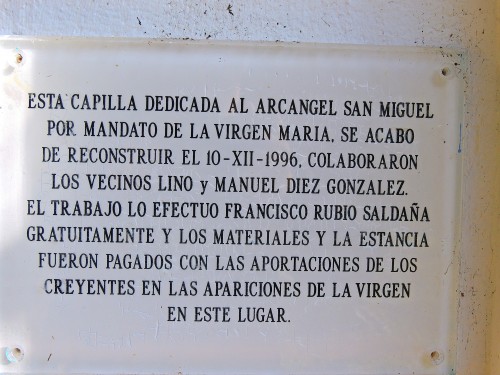 ESTA CAPILLA DEDICADA AL ARCANGEL SAN MIGUEL
POR MANDATO DE LA VIRGEN MARIA, SE ACABO
DE RECONSTRUIR EL 10-XII-1996, COLABORARON
LOS VECINOS LINO y MANUEL DIEZ GONZALEZ.
EL TRABAJO LO EFECTUO FRANCISCO RUBIO SALDAÑA
GRATUITAMENTE Y LOS MATERIALES Y LA ESTANCIA
FUERON PAGADOS CON LAS APORTACIONES DE LOS
CREYENTES EN LAS APARICIONES DE LA VIRGEN
EN ESTE LUGAR.